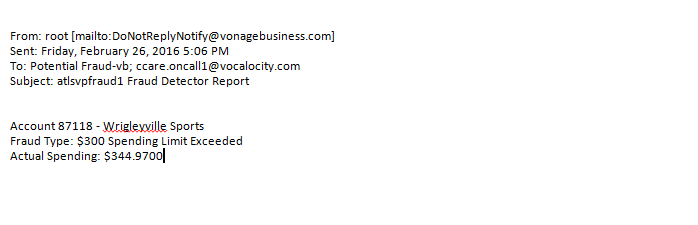 From: root [mailto:DoNotReplyNotify@vonagebusiness.com]
Sent: Friday, February 26, 2016 5:06 PM
To: Potential Fraud-vb; ccare.oncall1@vocalocity.com
Subject: atlsvpfraud1 Fraud Detector Report
Account 87118 - Wrigleyville Sports
Fraud Type: $300 Spending Limit Exceeded
Actual Spending: $344.9700